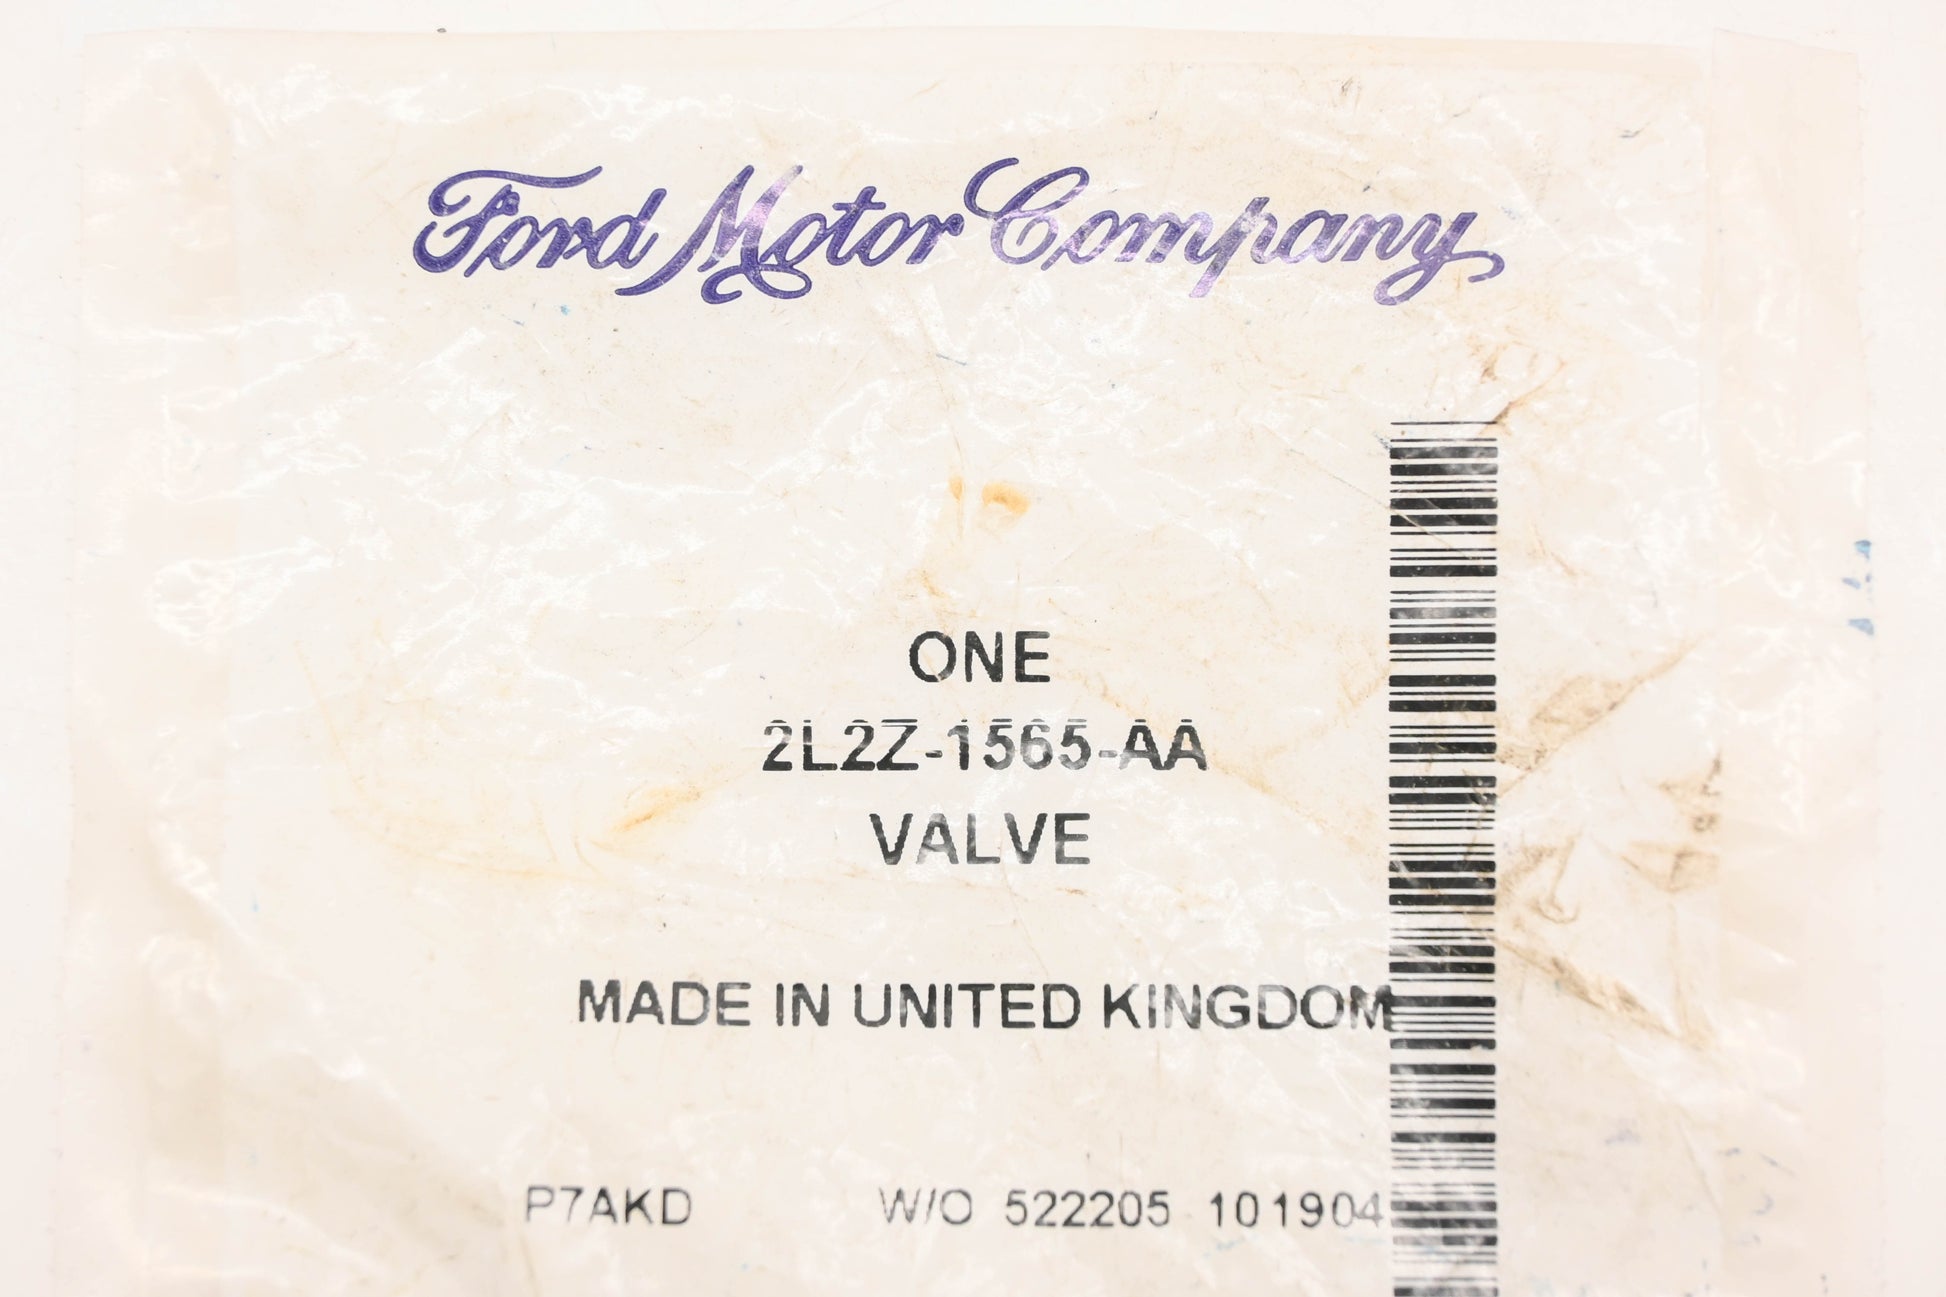 Ford Motor Company
ONE
2L2Z-1565-AA
VALVE
MADE IN UNITED KINGDOM
P7AKD W/O 522205 101904